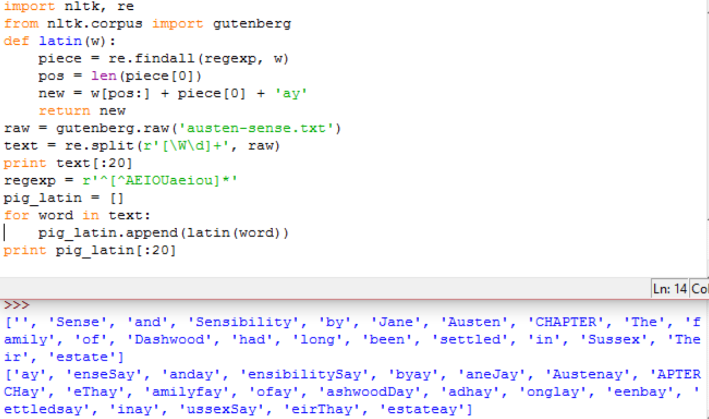 import nltk, re
from nltk.corpus import gutenberg
def latin(w):
    piece = re.findall(regexp, w)
    pos = len(piece[0])
    new = w[pos:] + piece[0] + 'ay'
    return new
raw = gutenberg.raw('austen-sense.txt')
text = re.split(r'[\W\d]+', raw)
print text[:20]
regexp = r'^[^AEIOUaeiou]*'
pig_latin = []
for word in text:
    pig_latin.append(latin(word))
print pig_latin[:20]
Ln: 14 Col
>>>
['', 'Sense', 'and', 'Sensibility', 'by', 'Jane', 'Austen', 'CHAPTER', 'The', 'f
amily', 'of', 'Dashwood', 'had', 'long', 'been', 'settled', 'in', 'Sussex', 'The
ir', 'estate']
['ay', 'enseSay', 'anday', 'ensibilitySay', 'byay', 'aneJay', 'Austenay', 'APTER
CHay', 'eThay', 'amilyfay', 'ofay', 'ashwoodDay', 'adhay', 'onglay', 'eenbay', '
ettledsay', 'inay', 'ussexSay', 'eirThay', 'estateay']